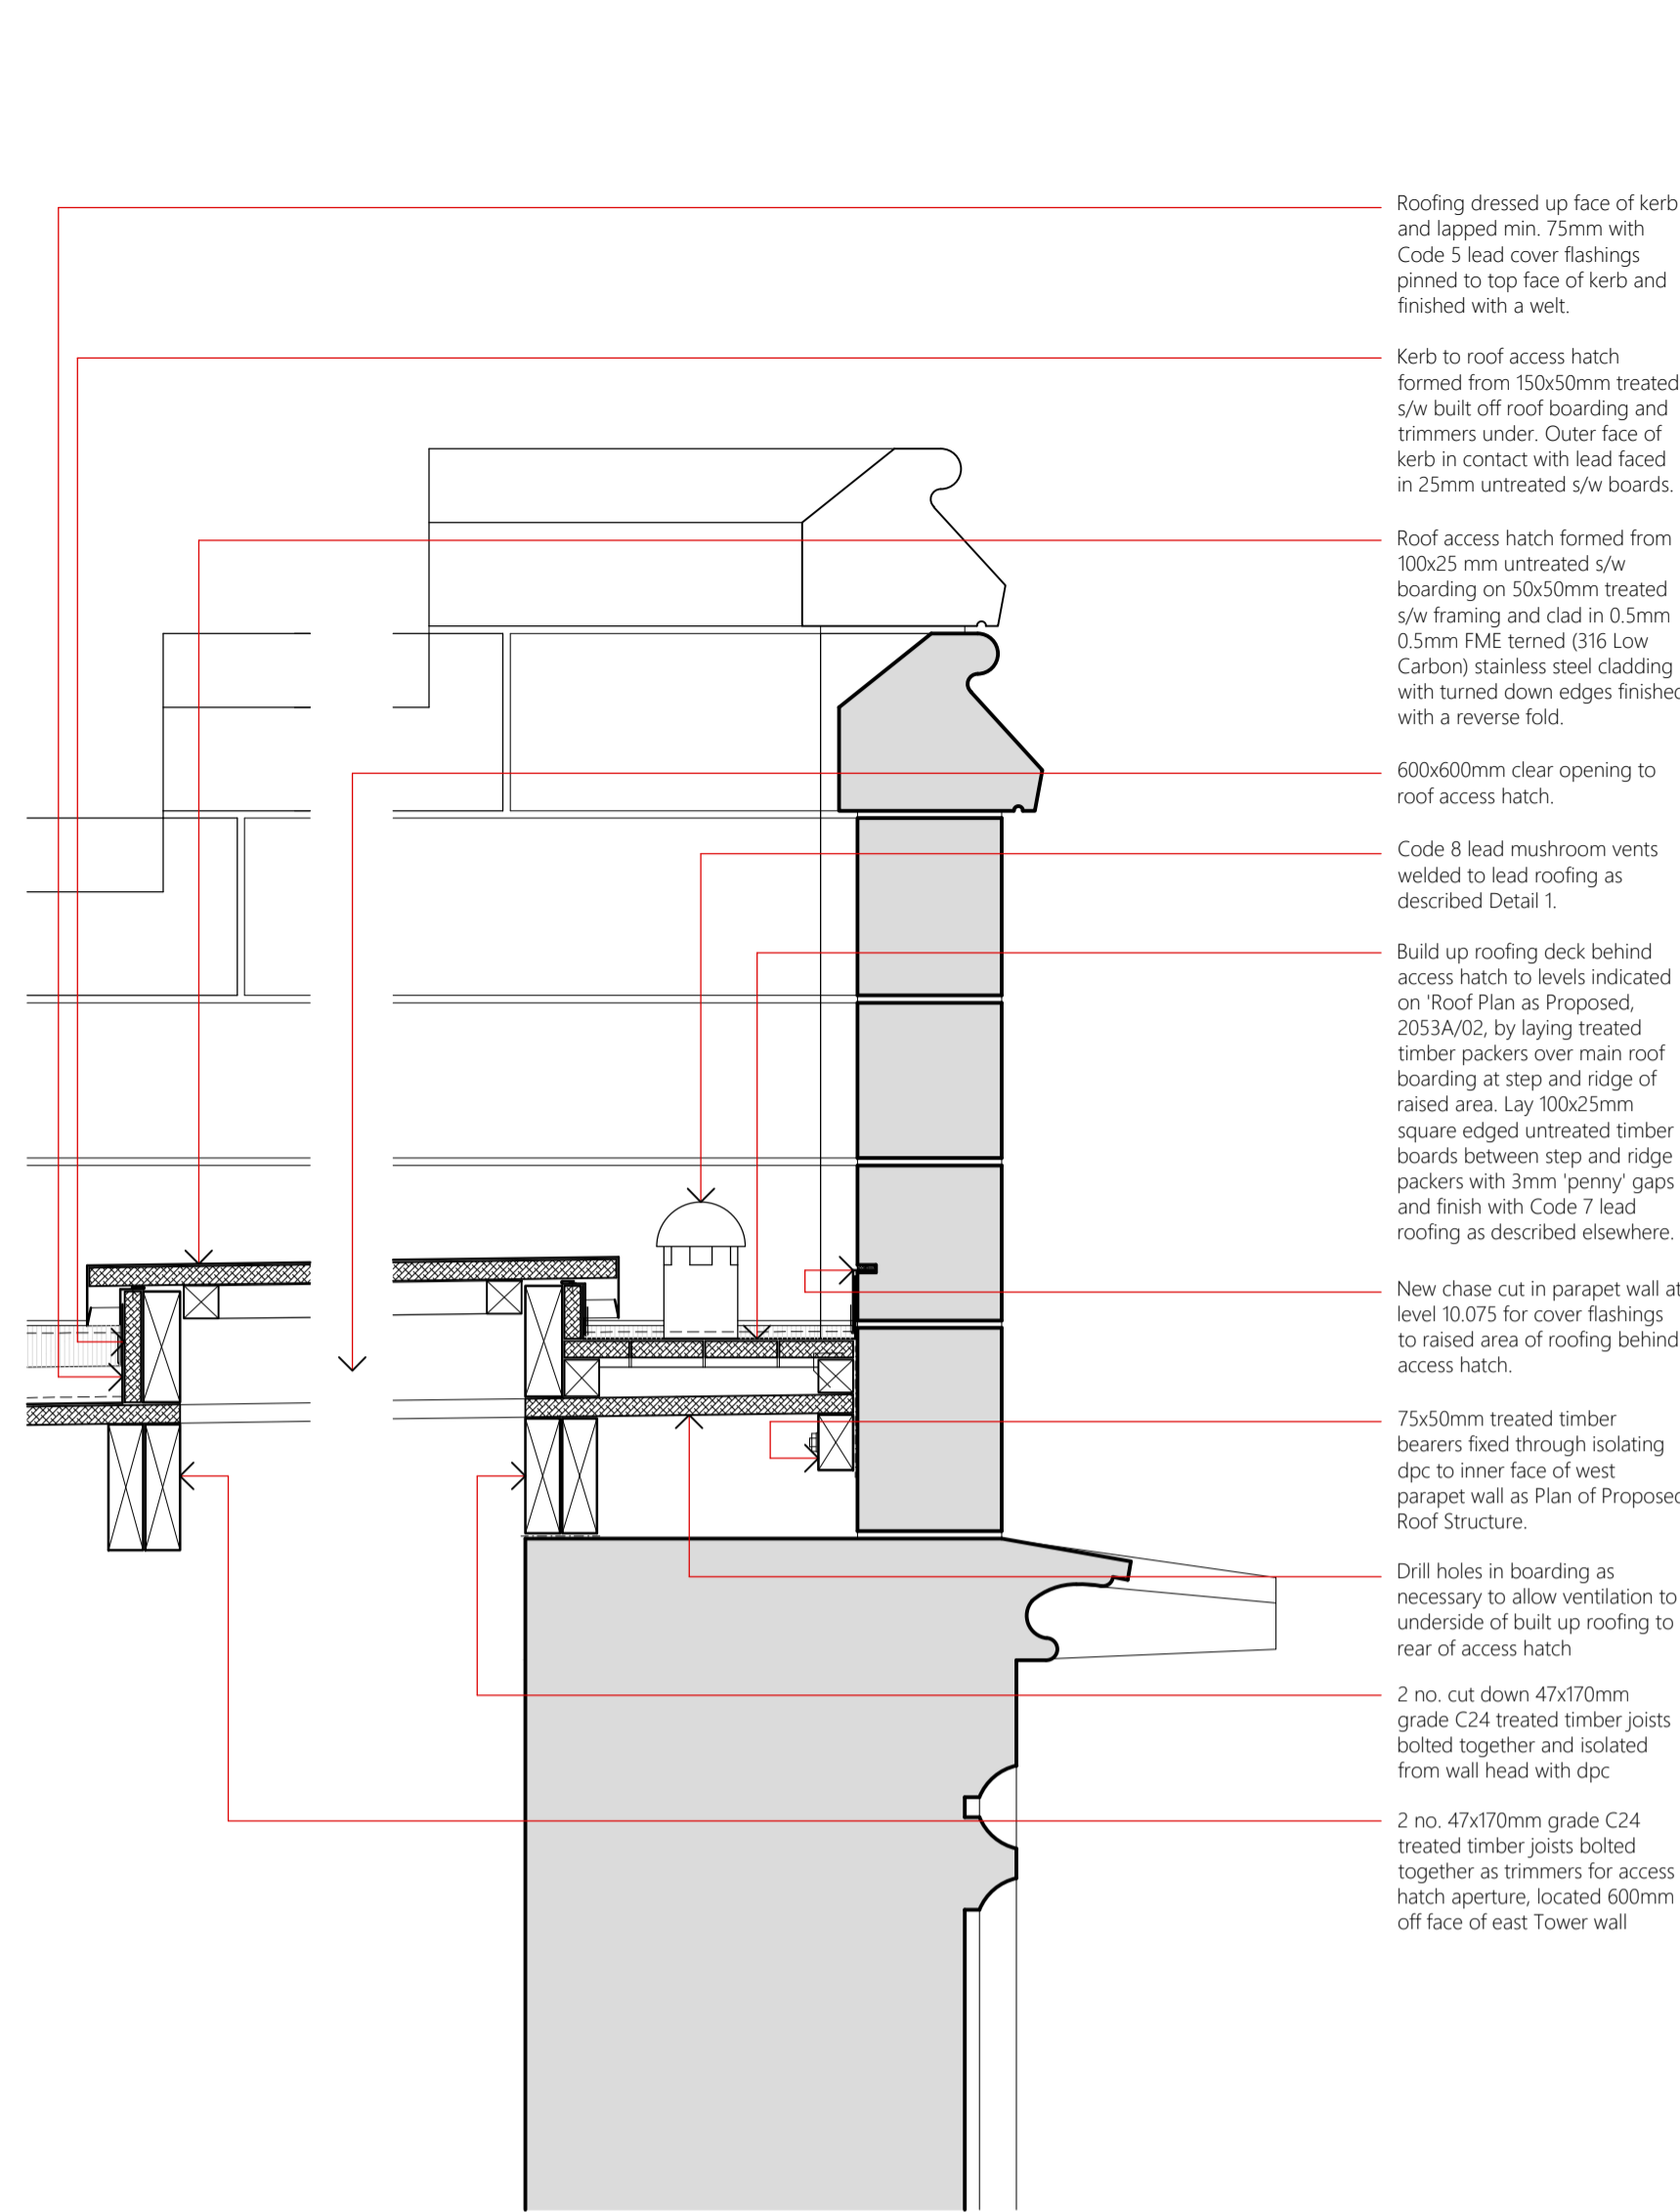 Roofing dressed up face of kerb
and lapped min. 75mm with
Code 5 lead cover flashings
pinned to top face of kerb and
finished with a welt.
Kerb to roof access hatch
formed from 150x50mm treated
s/w built off roof boarding and
trimmers under. Outer face of
kerb in contact with lead faced
in 25mm untreated s/w boards.
Roof access hatch formed from
100x25 mm untreated s/w
boarding on 50x50mm treated
s/w framing and clad in 0.5mm
0.5mm FME terned (316 Low
Carbon) stainless steel cladding
with turned down edges finished
with a reverse fold.
600x600mm clear opening to
roof access hatch.
Code 8 lead mushroom vents
welded to lead roofing as
described Detail 1.
Build up roofing deck behind
access hatch to levels indicated
on 'Roof Plan as Proposed,
2053A/02, by laying treated
timber packers over main roof
boarding at step and ridge of
raised area. Lay 100x25mm
square edged untreated timber
boards between step and ridge
packers with 3mm 'penny' gaps
and finish with Code 7 lead
roofing as described elsewhere.
New chase cut in parapet wall at
level 10.075 for cover flashings
to raised area of roofing behind
access hatch.
75x50mm treated timber
bearers fixed through isolating
dpc to inner face of west
parapet wall as Plan of Proposed
Roof Structure.
Drill holes in boarding as
necessary to allow ventilation to
underside of built up roofing to
rear of access hatch
2 no. cut down 47x170mm
grade C24 treated timber joists
bolted together and isolated
from wall head with dpc
2 no. 47x170mm grade C24
treated timber joists bolted
together as trimmers for access
hatch aperture, located 600mm
off face of east Tower wall